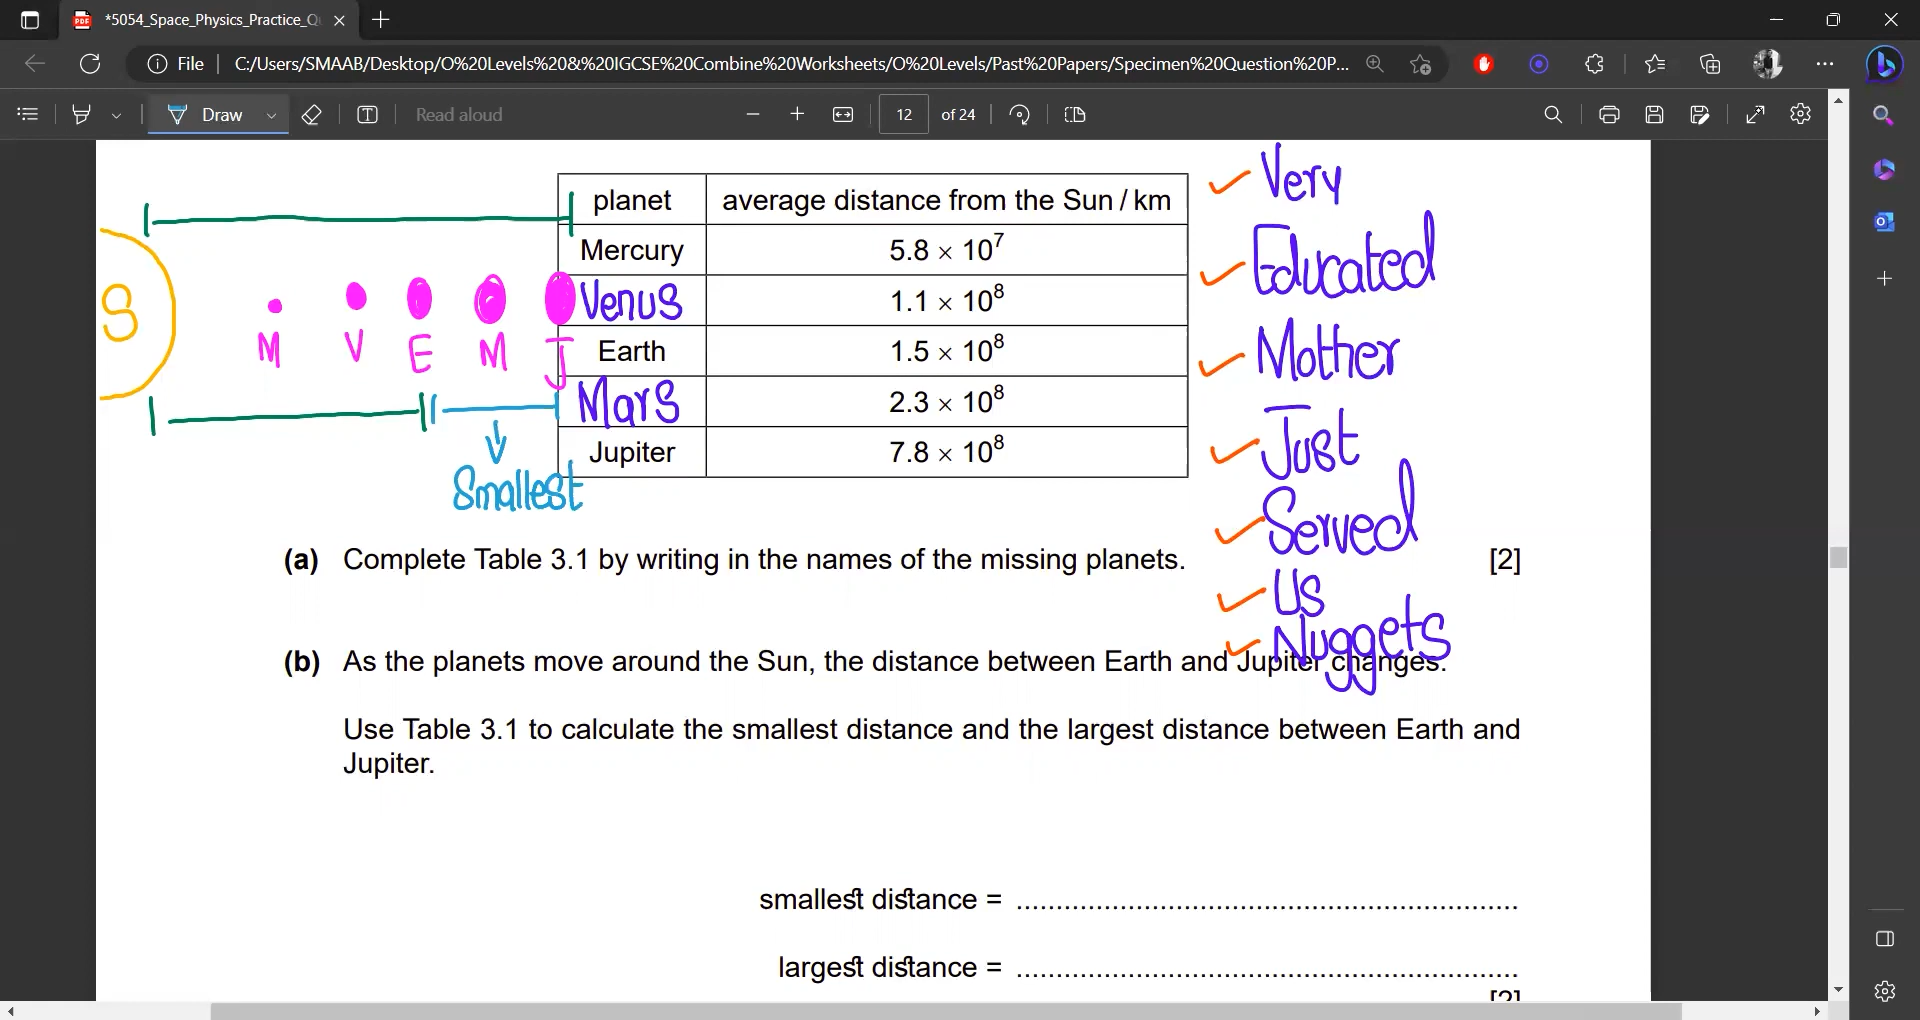 *5054_Space_Physics_Practice_Qu
File
C:/Users/SMAAB/Desktop/O%20Levels%20&%20IGCSE%20Combine%20Worksheets/O%20Levels/Past%20Papers/Specimen%20Question%20P...
Draw
Read aloud
12 of 24
planet average distance from the Sun / km
Mercury 5.8 × 10⁷
Venus 1.1 × 10⁸
Earth 1.5 × 10⁸
Mars 2.3 × 10⁸
Jupiter 7.8 × 10⁸
S
M V E M J
Smallest
Very
Educated
Mother
Just
Served
Us
Nuggets
(a) Complete Table 3.1 by writing in the names of the missing planets. [2]
(b) As the planets move around the Sun, the distance between Earth and Jupiter changes.
Use Table 3.1 to calculate the smallest distance and the largest distance between Earth and
Jupiter.
smallest distance = ...............................................................
largest distance = ...............................................................
[2]